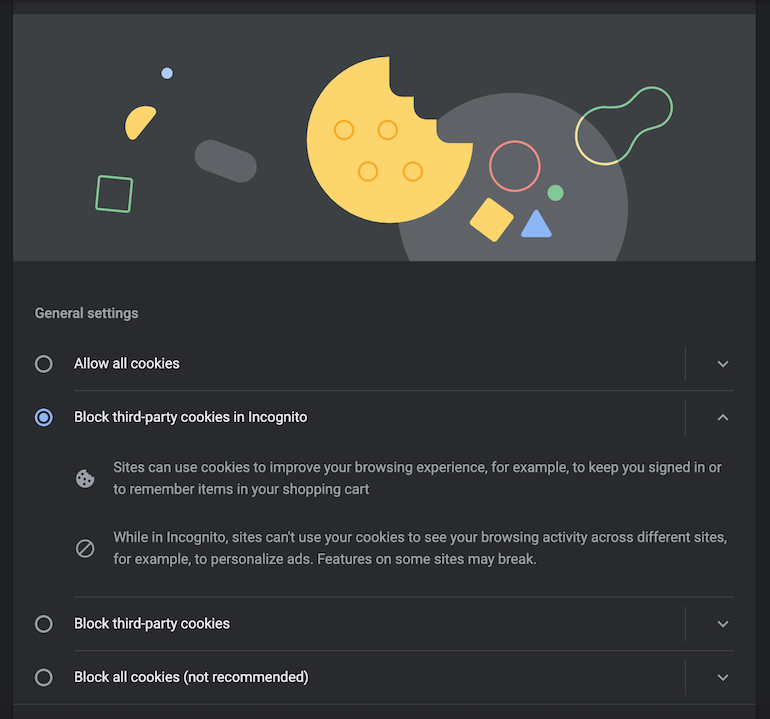 General settings
Allow all cookies
Block third-party cookies in Incognito
Sites can use cookies to improve your browsing experience, for example, to keep you signed in or
to remember items in your shopping cart
While in Incognito, sites can't use your cookies to see your browsing activity across different sites,
for example, to personalize ads. Features on some sites may break.
Block third-party cookies
Block all cookies (not recommended)